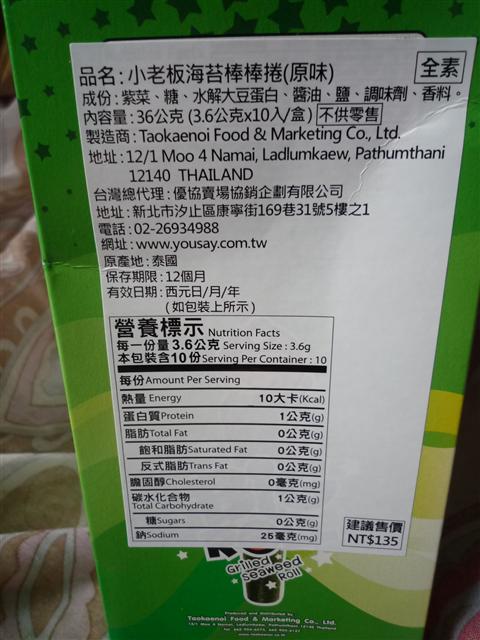 品名：小老板海苔棒棒捲(原味)
全素
成份：紫菜、糖、水解大豆蛋白、醬油、鹽、調味劑、香料。
內容量：36公克 (3.6公克x10入/盒) 不供零售
製造商：Taokaenoi Food & Marketing Co., Ltd.
地址：12/1 Moo 4 Namai, Ladlumkaew, Pathumthani
12140 THAILAND
台灣總代理：優協賣場協銷企劃有限公司
地址：新北市汐止區康寧街169巷31號5樓之1
電話：02-26934988
網址：www.yousay.com.tw
原產地：泰國
保存期限：12個月
有效日期：西元日/月/年
(如包裝上所示)
營養標示 Nutrition Facts
每一份量 3.6公克 Serving Size : 3.6g
本包裝含10份 Serving Per Container : 10
每份 Amount Per Serving
熱量 Energy 10大卡(Kcal)
蛋白質 Protein 1公克(g)
脂肪 Total Fat 0公克(g)
飽和脂肪 Saturated Fat 0公克(g)
反式脂肪 Trans Fat 0公克(g)
膽固醇 Cholesterol 0毫克(mg)
碳水化合物 1公克(g)
Total Carbohydrate
糖 Sugars 0公克(g)
鈉 Sodium 25毫克(mg)
建議售價
NT$135
Grilled
Seaweed
Roll
Produced and distributed by
Taokaenoi Food & Marketing Co., Ltd.
12/1 Moo 4 Namai, Ladlumkaew, Pathumthani 12140 Thailand